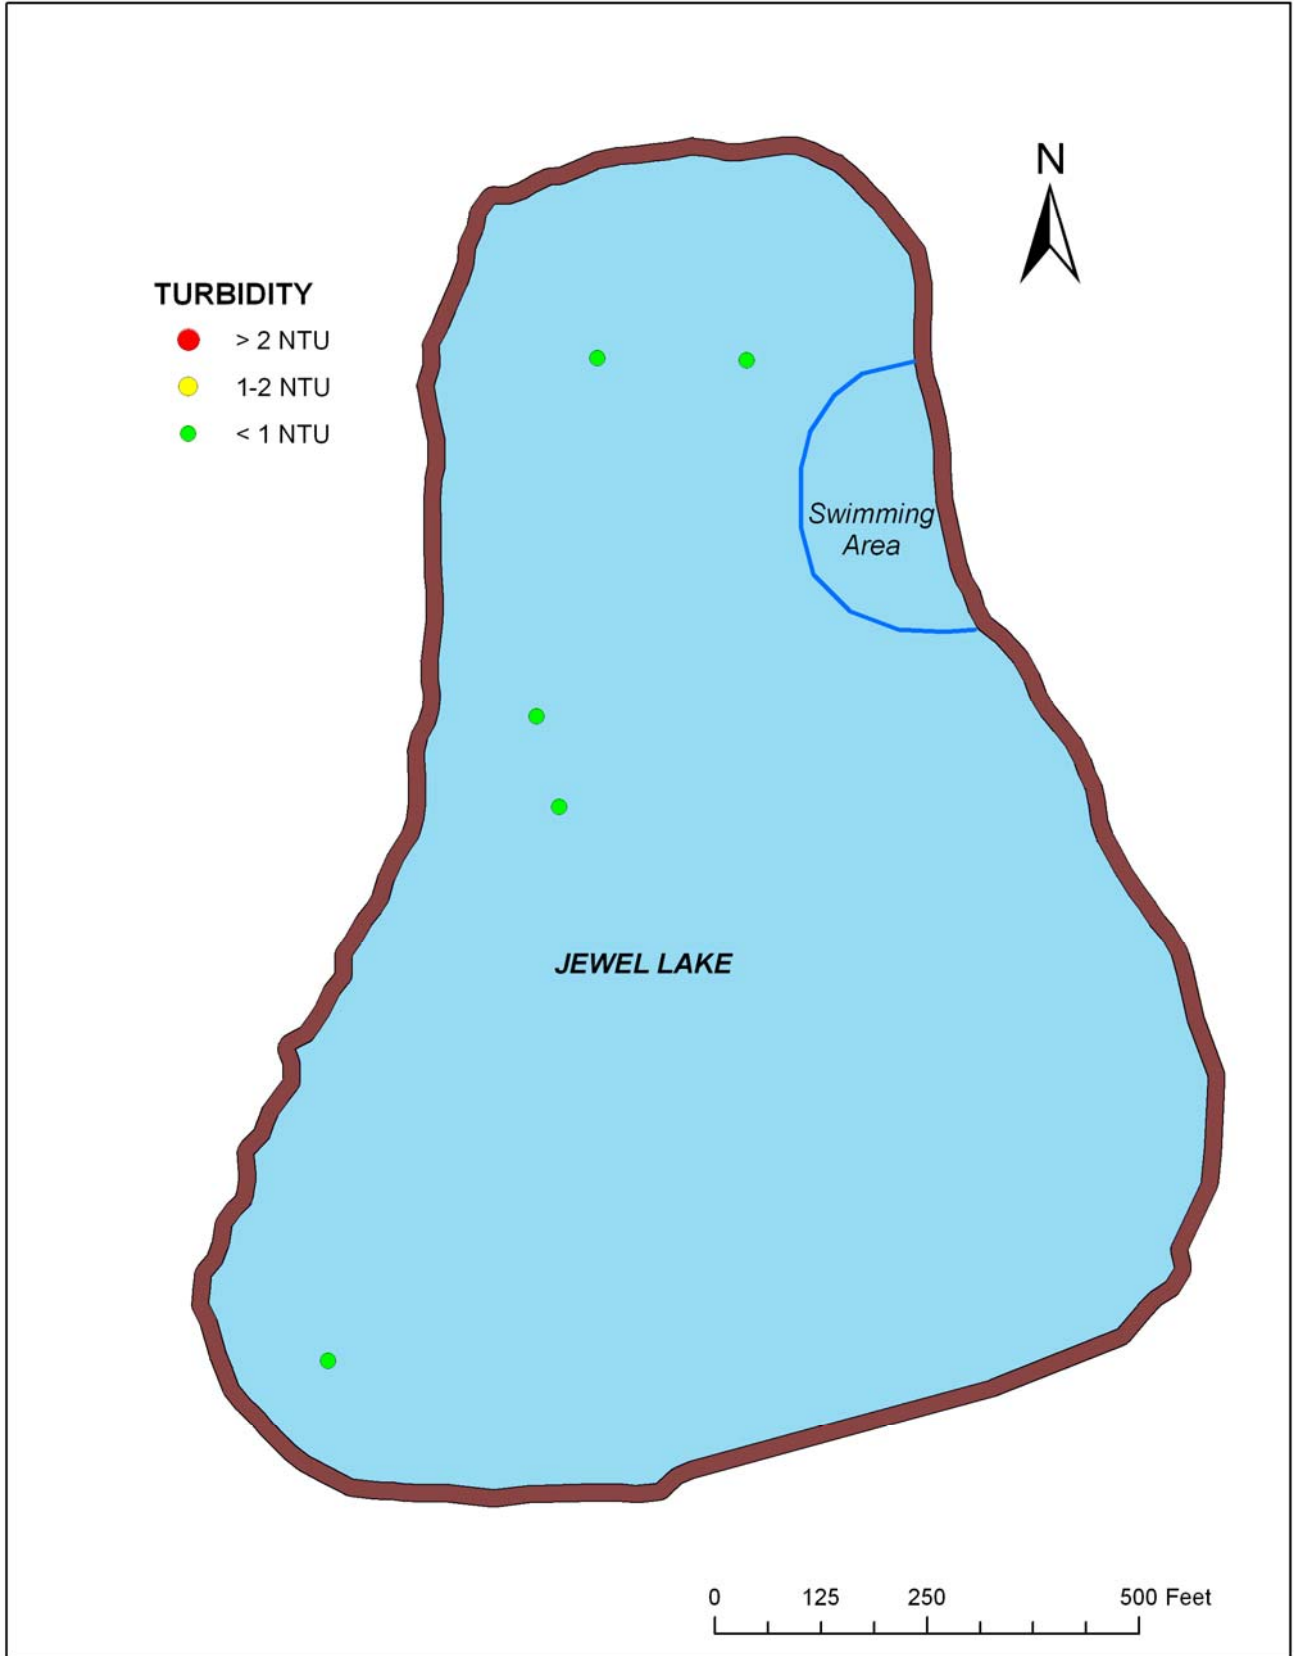 N
TURBIDITY
> 2 NTU
1-2 NTU
< 1 NTU
Swimming
Area
JEWEL LAKE
0 125 250 500 Feet